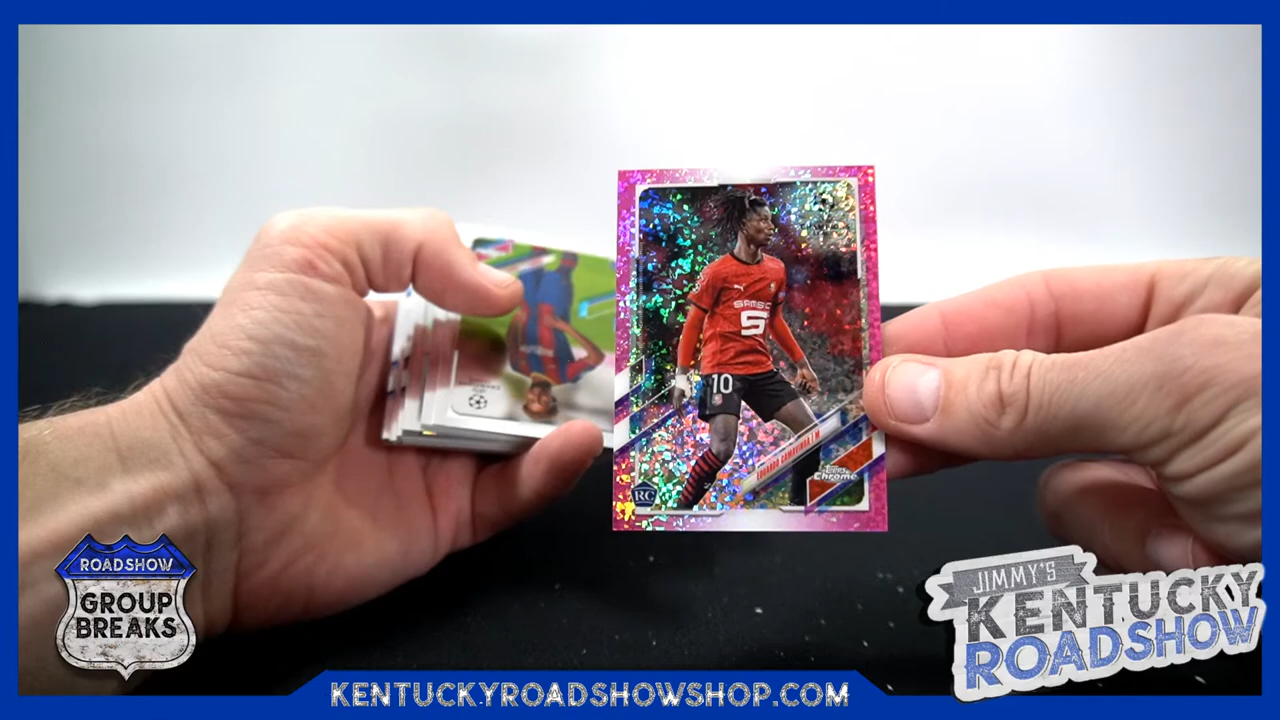 SAMSIC
S
10
EDUARDO CAMAVINGA | M
Topps
Chrome
RC
ROADSHOW
GROUP
BREAKS
JIMMY'S
KENTUCKY
ROADSHOW
KENTUCKYROADSHOWSHOP.COM